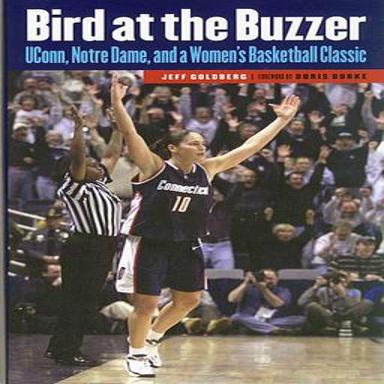 Bird at the Buzzer
UConn, Notre Dame, and a Women's Basketball Classic
JEFF GOLDBERG | FOREWORD BY DORIS BURKE
Connecticut
10